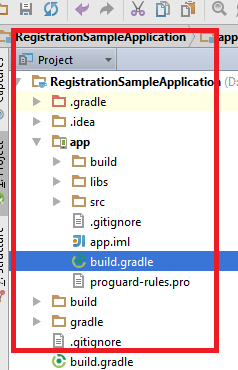 RegistrationSampleApplication app
Project
RegistrationSampleApplication (D:
.gradle
.idea
app
build
libs
src
.gitignore
app.iml
build.gradle
proguard-rules.pro
build
gradle
.gitignore
build.gradle
Captures
1: Project
Structure